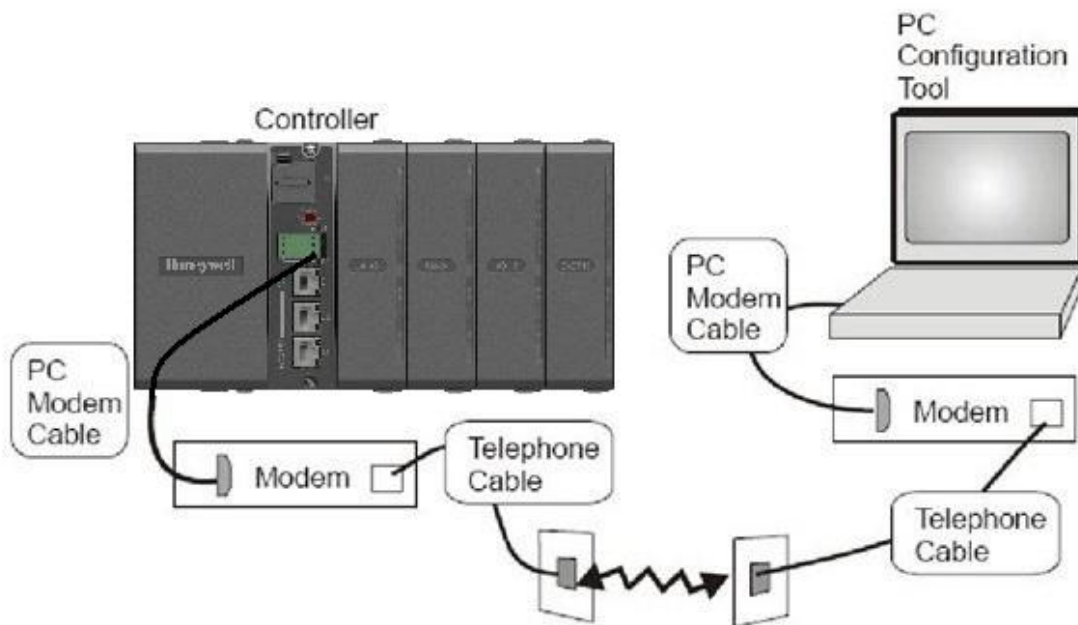 PC
Configuration
Tool
Controller
Honeywell
PC
Modem
Cable
PC
Modem
Cable
Modem
Modem
Telephone
Cable
Telephone
Cable